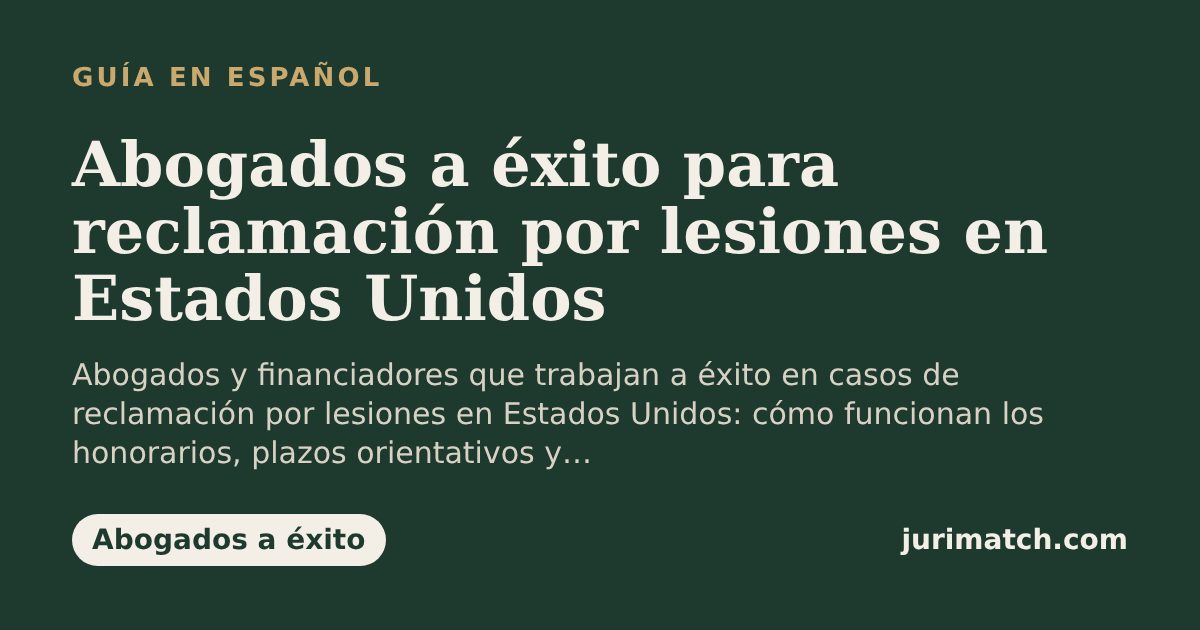 GUÍA EN ESPAÑOL
Abogados a éxito para
reclamación por lesiones en
Estados Unidos
Abogados y financiadores que trabajan a éxito en casos de
reclamación por lesiones en Estados Unidos: cómo funcionan los
honorarios, plazos orientativos y...
Abogados a éxito
jurimatch.com